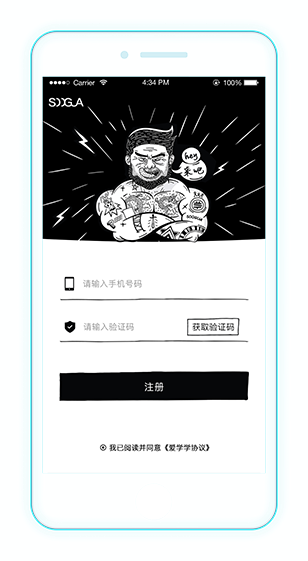 Carrier
4:34 PM
100%
SOOGLA
hey
来吧
请输入手机号码
请输入验证码
获取验证码
注册
我已阅读并同意《爱学学协议》